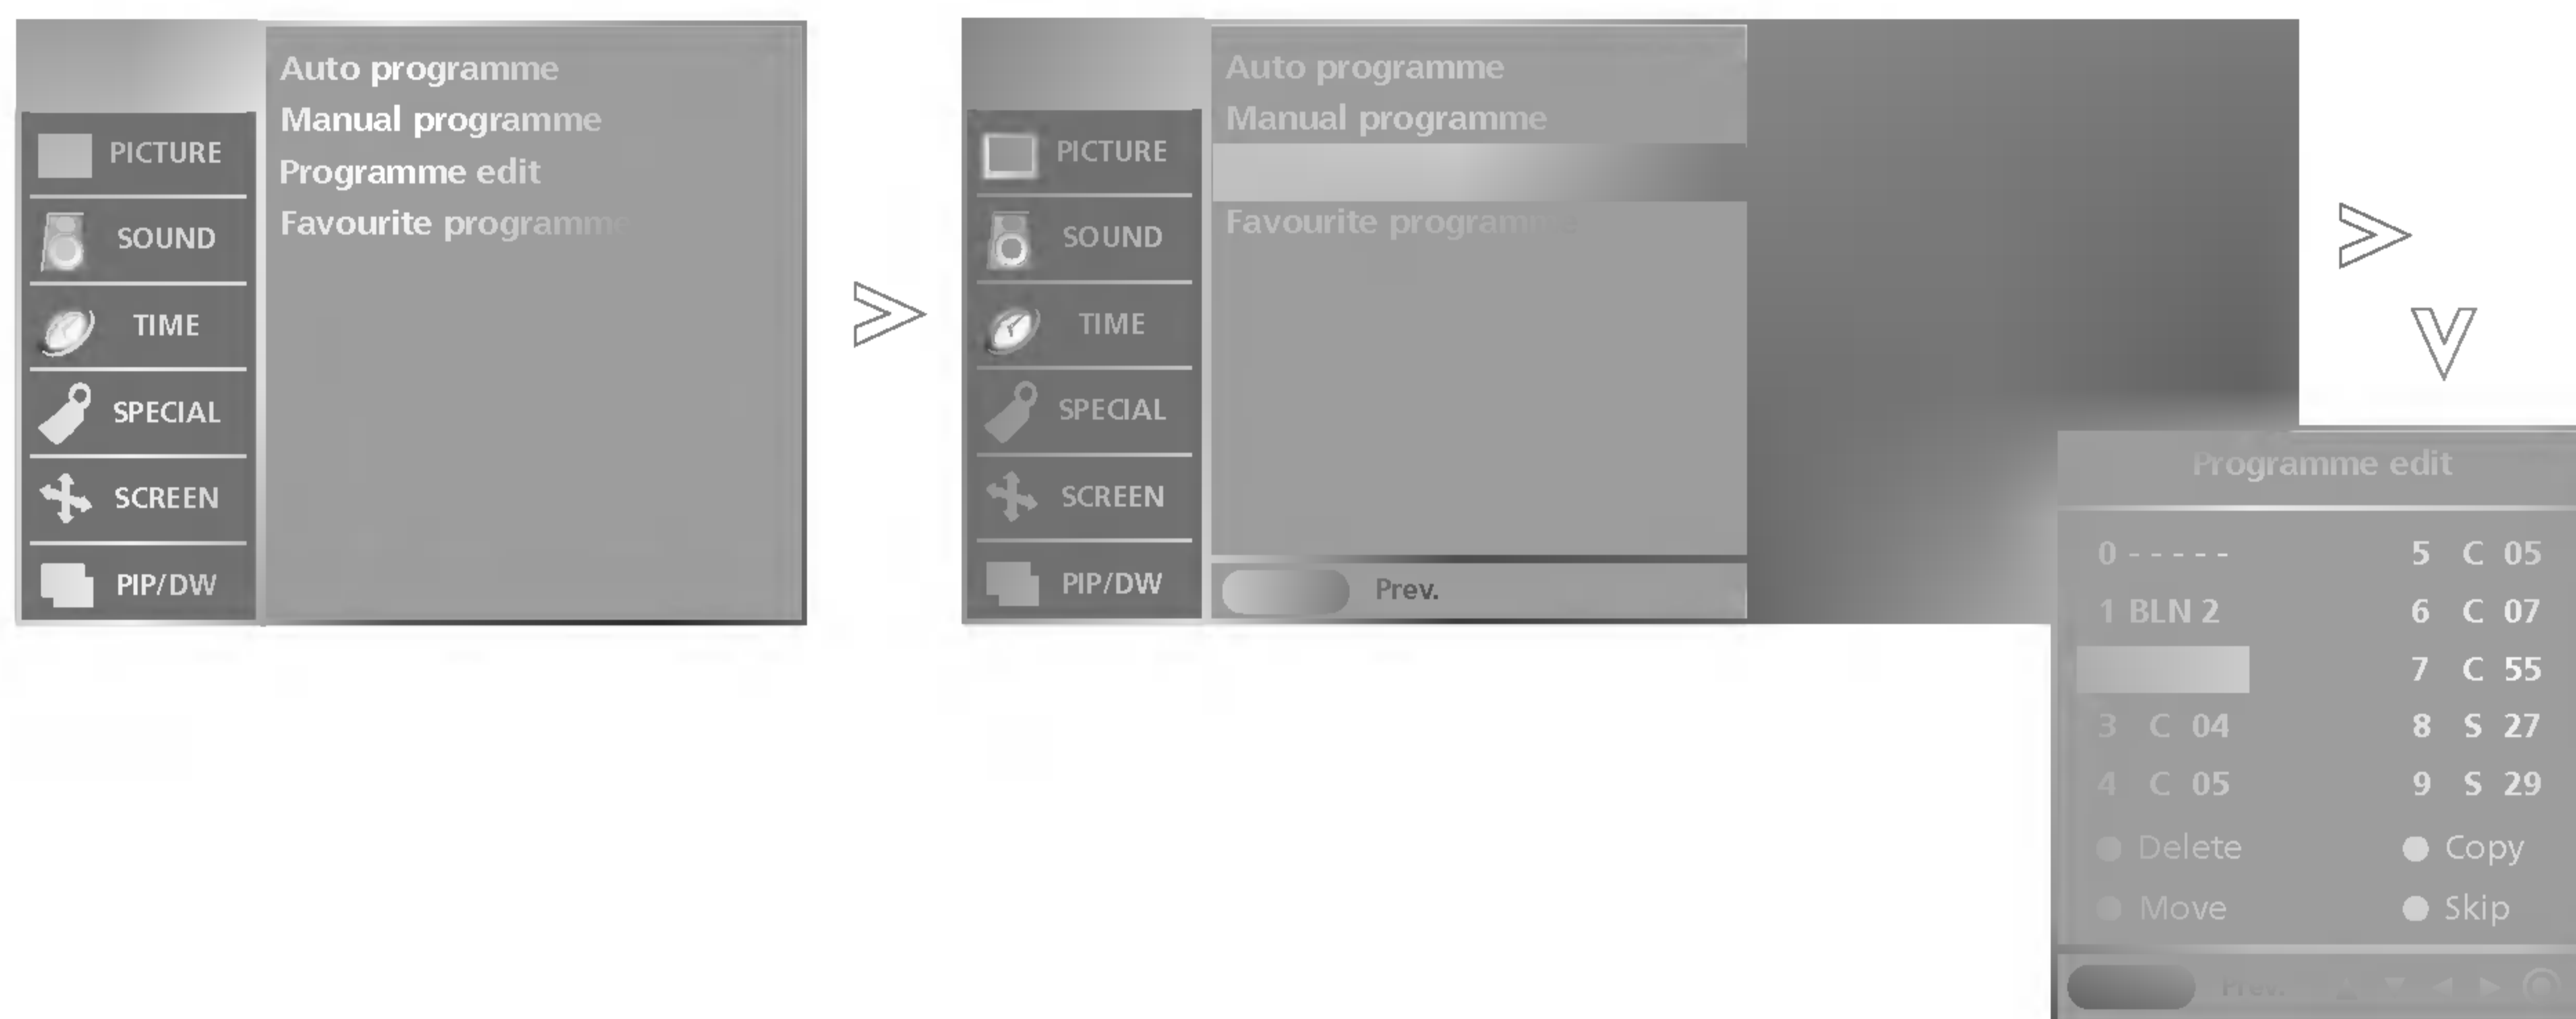 Auto programme
Manual programme
Programme edit
Favourite programme
PICTURE
SOUND
TIME
SPECIAL
SCREEN
PIP/DW
Auto programme
Manual programme
Favourite programme
PICTURE
SOUND
TIME
SPECIAL
SCREEN
PIP/DW
Prev.
Programme edit
0 - - - - -
1 BLN 2
3 C 04
4 C 05
5 C 05
6 C 07
7 C 55
8 S 27
9 S 29
Delete
Copy
Move
Skip
Prev.